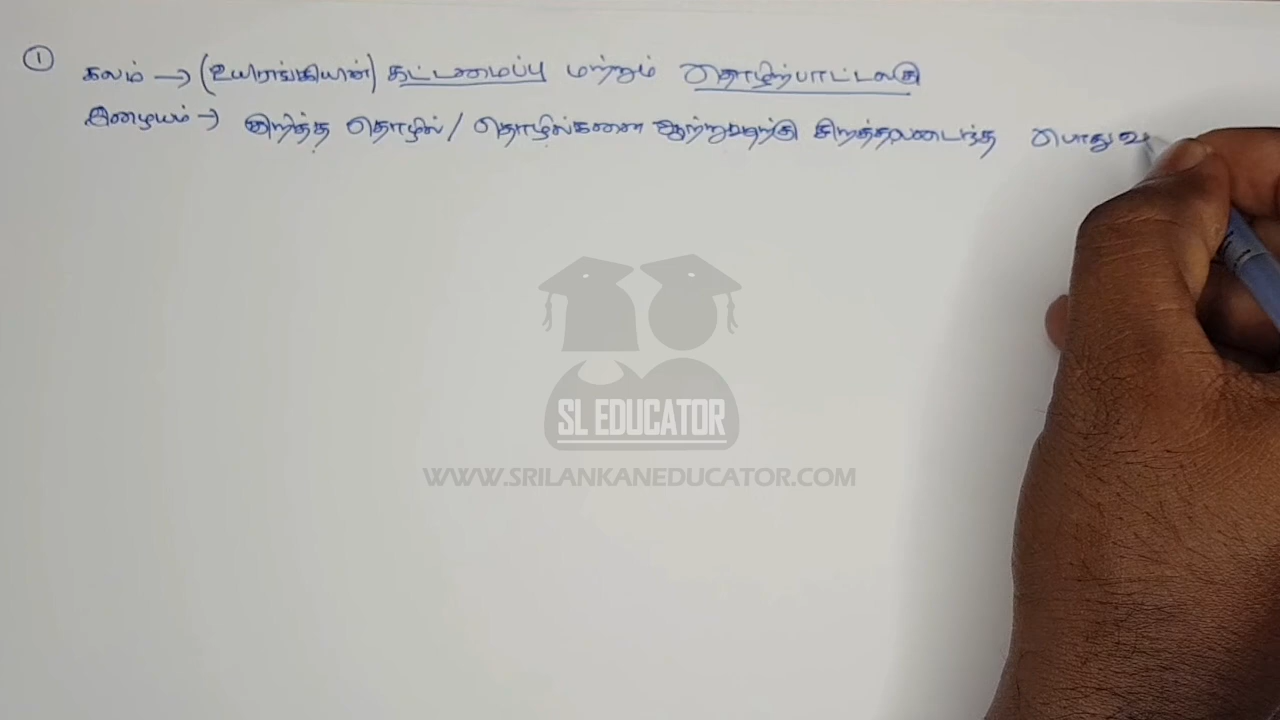 ① கலம் → (உயிரங்கியின்) கட்டமைப்பு மற்றும் தொழிற்பாட்டலகு
இழையம் → குறித்த தொழில் / தொழில்களை ஆற்றுவதற்கு சிறத்தலடைந்த பொதுவ
SL EDUCATOR
WWW.SRILANKANEDUCATOR.COM